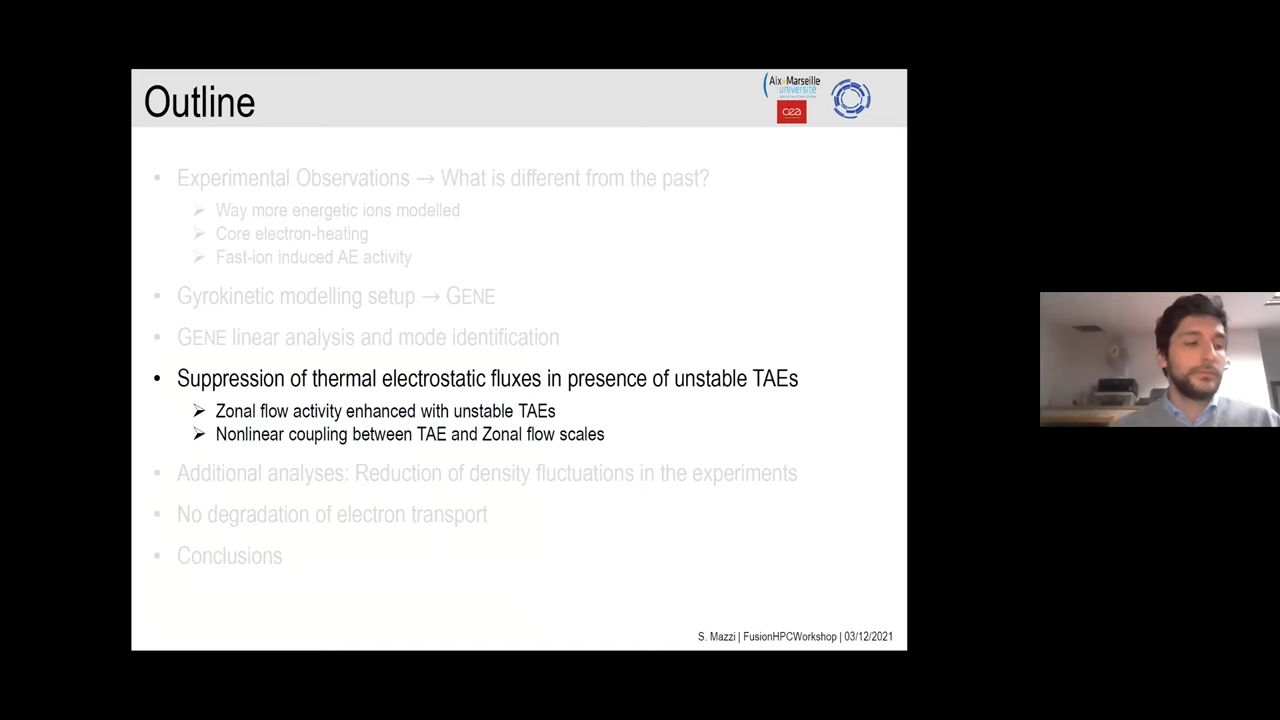 Outline
Aix*Marseille
université
cea
• Experimental Observations → What is different from the past?
➢ Way more energetic ions modelled
➢ Core electron-heating
➢ Fast-ion induced AE activity
• Gyrokinetic modelling setup → GENE
• GENE linear analysis and mode identification
• Suppression of thermal electrostatic fluxes in presence of unstable TAEs
➢ Zonal flow activity enhanced with unstable TAEs
➢ Nonlinear coupling between TAE and Zonal flow scales
• Additional analyses: Reduction of density fluctuations in the experiments
• No degradation of electron transport
• Conclusions
S. Mazzi | FusionHPCWorkshop | 03/12/2021